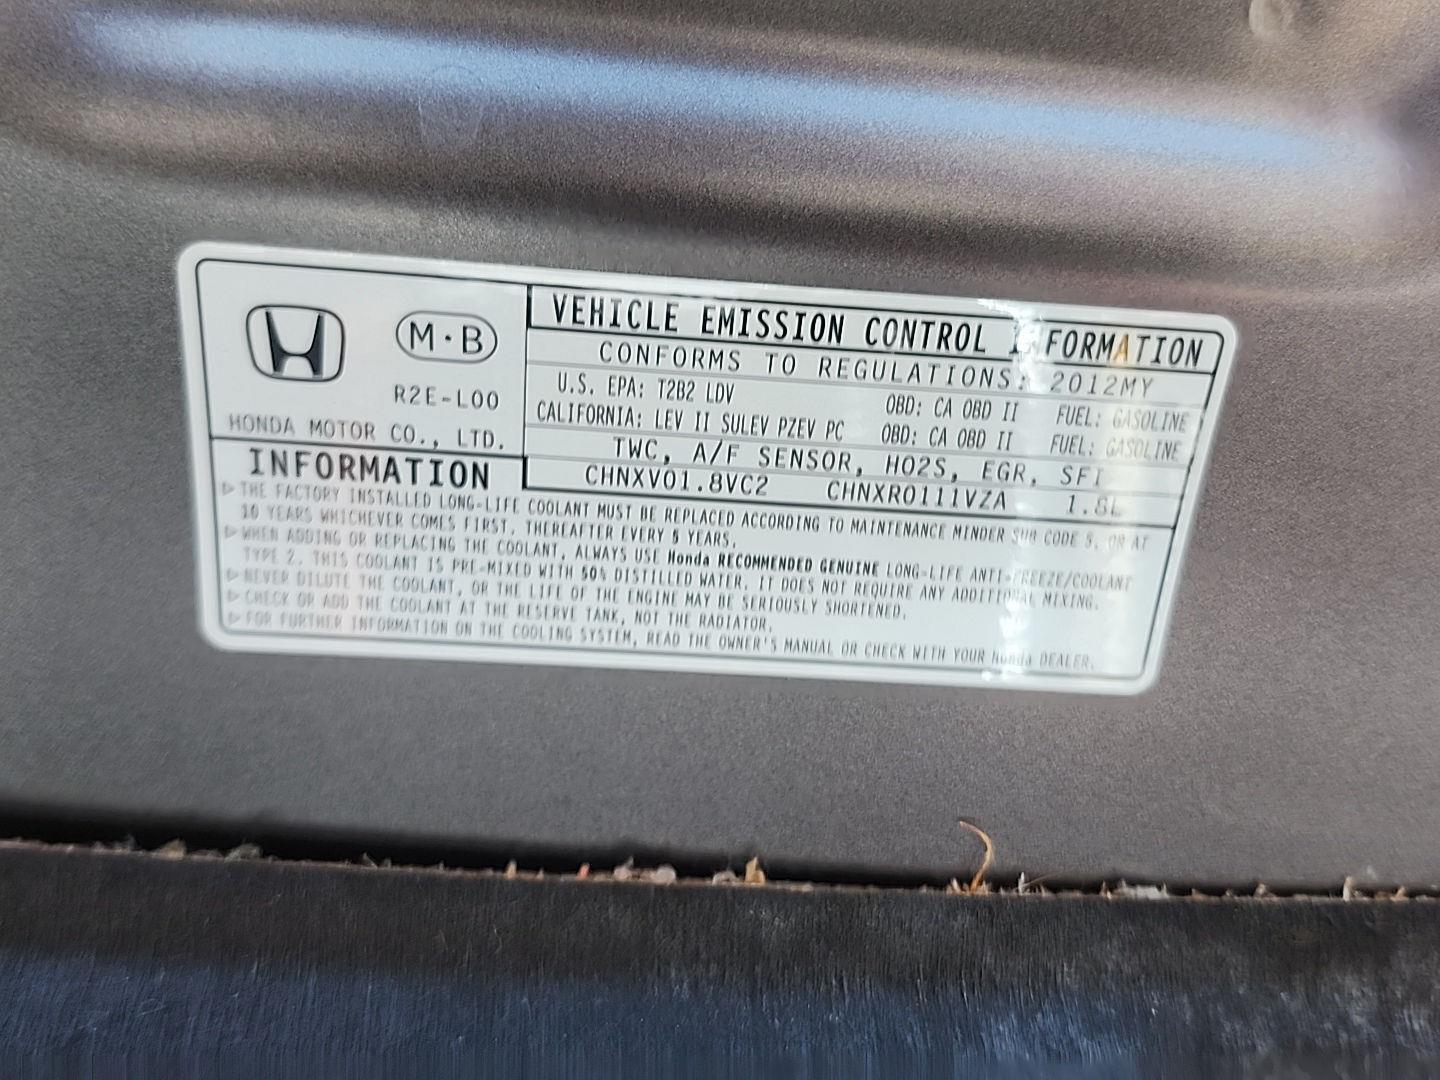 M·B
R2E-L00
HONDA MOTOR CO., LTD.
VEHICLE EMISSION CONTROL INFORMATION
CONFORMS TO REGULATIONS: 2012MY
U.S. EPA: T2B2 LDV OBD: CA OBD II FUEL: GASOLINE
CALIFORNIA: LEV II SULEV PZEV PC OBD: CA OBD II FUEL: GASOLINE
TWC, A/F SENSOR, HO2S, EGR, SFI
CHNXV01.8VC2 CHNXR0111VZA 1.8L
INFORMATION
▷THE FACTORY INSTALLED LONG-LIFE COOLANT MUST BE REPLACED ACCORDING TO MAINTENANCE MINDER SUB CODE 5, OR AT
10 YEARS WHICHEVER COMES FIRST. THEREAFTER EVERY 5 YEARS.
▷WHEN ADDING OR REPLACING THE COOLANT, ALWAYS USE Honda RECOMMENDED GENUINE LONG-LIFE ANTI-FREEZE/COOLANT
TYPE 2. THIS COOLANT IS PRE-MIXED WITH 50% DISTILLED WATER. IT DOES NOT REQUIRE ANY ADDITIONAL MIXING.
▷NEVER DILUTE THE COOLANT, OR THE LIFE OF THE ENGINE MAY BE SERIOUSLY SHORTENED.
▷CHECK OR ADD THE COOLANT AT THE RESERVE TANK, NOT THE RADIATOR.
▷FOR FURTHER INFORMATION ON THE COOLING SYSTEM, READ THE OWNER'S MANUAL OR CHECK WITH YOUR Honda DEALER.